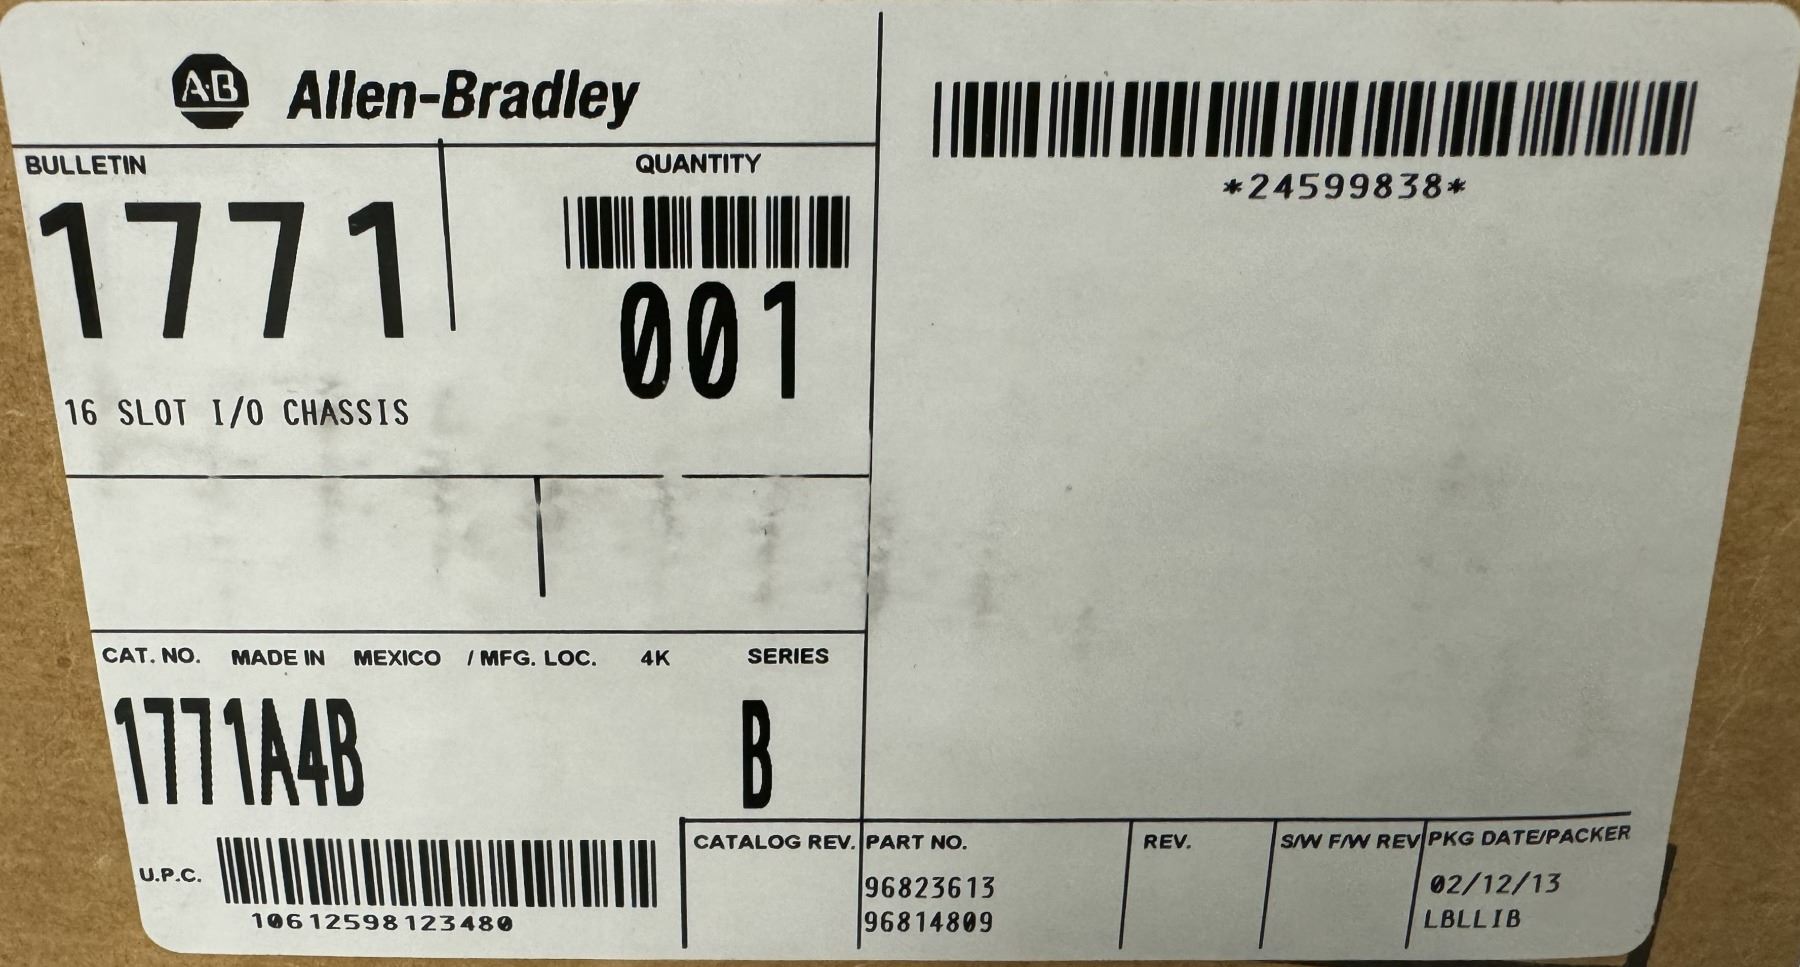 A·B Allen-Bradley
*24599838*
BULLETIN
1771
QUANTITY
001
16 SLOT I/O CHASSIS
CAT. NO. MADE IN MEXICO / MFG. LOC. 4K SERIES
1771A4B B
U.P.C.
10612598123480
CATALOG REV.
PART NO.
96823613
96814809
REV.
S/W F/W REV
PKG DATE/PACKER
02/12/13
LBLLIB